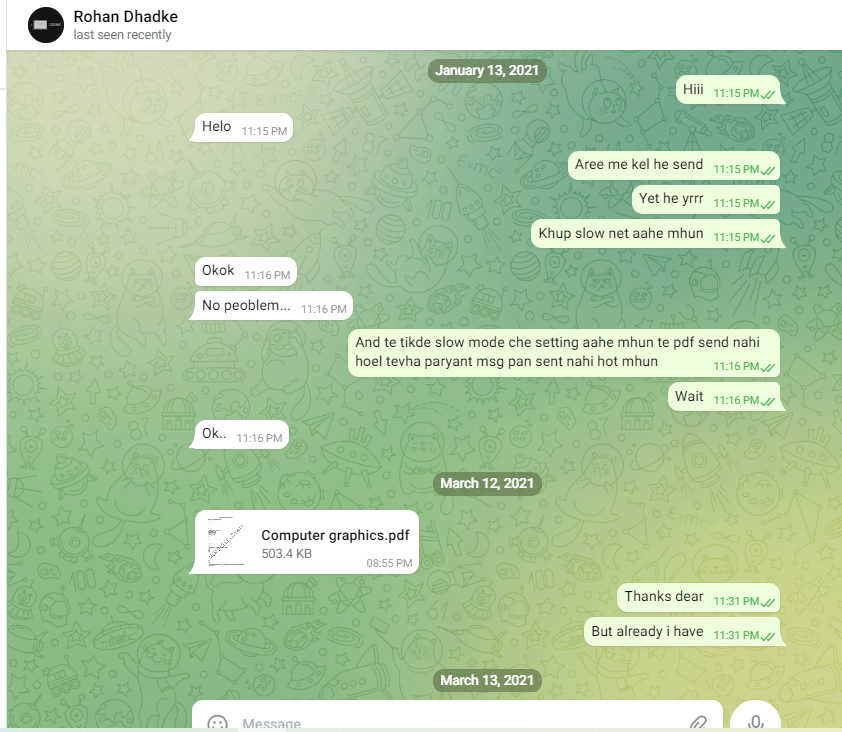 Rohan Dhadke
last seen recently
January 13, 2021
Hiii 11:15 PM
Helo 11:15 PM
Aree me kel he send 11:15 PM
Yet he yrrr 11:15 PM
Khup slow net aahe mhun 11:15 PM
Okok 11:16 PM
No peoblem... 11:16 PM
And te tikde slow mode che setting aahe mhun te pdf send nahi
hoel tevha paryant msg pan sent nahi hot mhun 11:16 PM
Wait 11:16 PM
Ok.. 11:16 PM
March 12, 2021
Computer graphics.pdf
503.4 KB
08:55 PM
Thanks dear 11:31 PM
But already i have 11:31 PM
March 13, 2021
Message